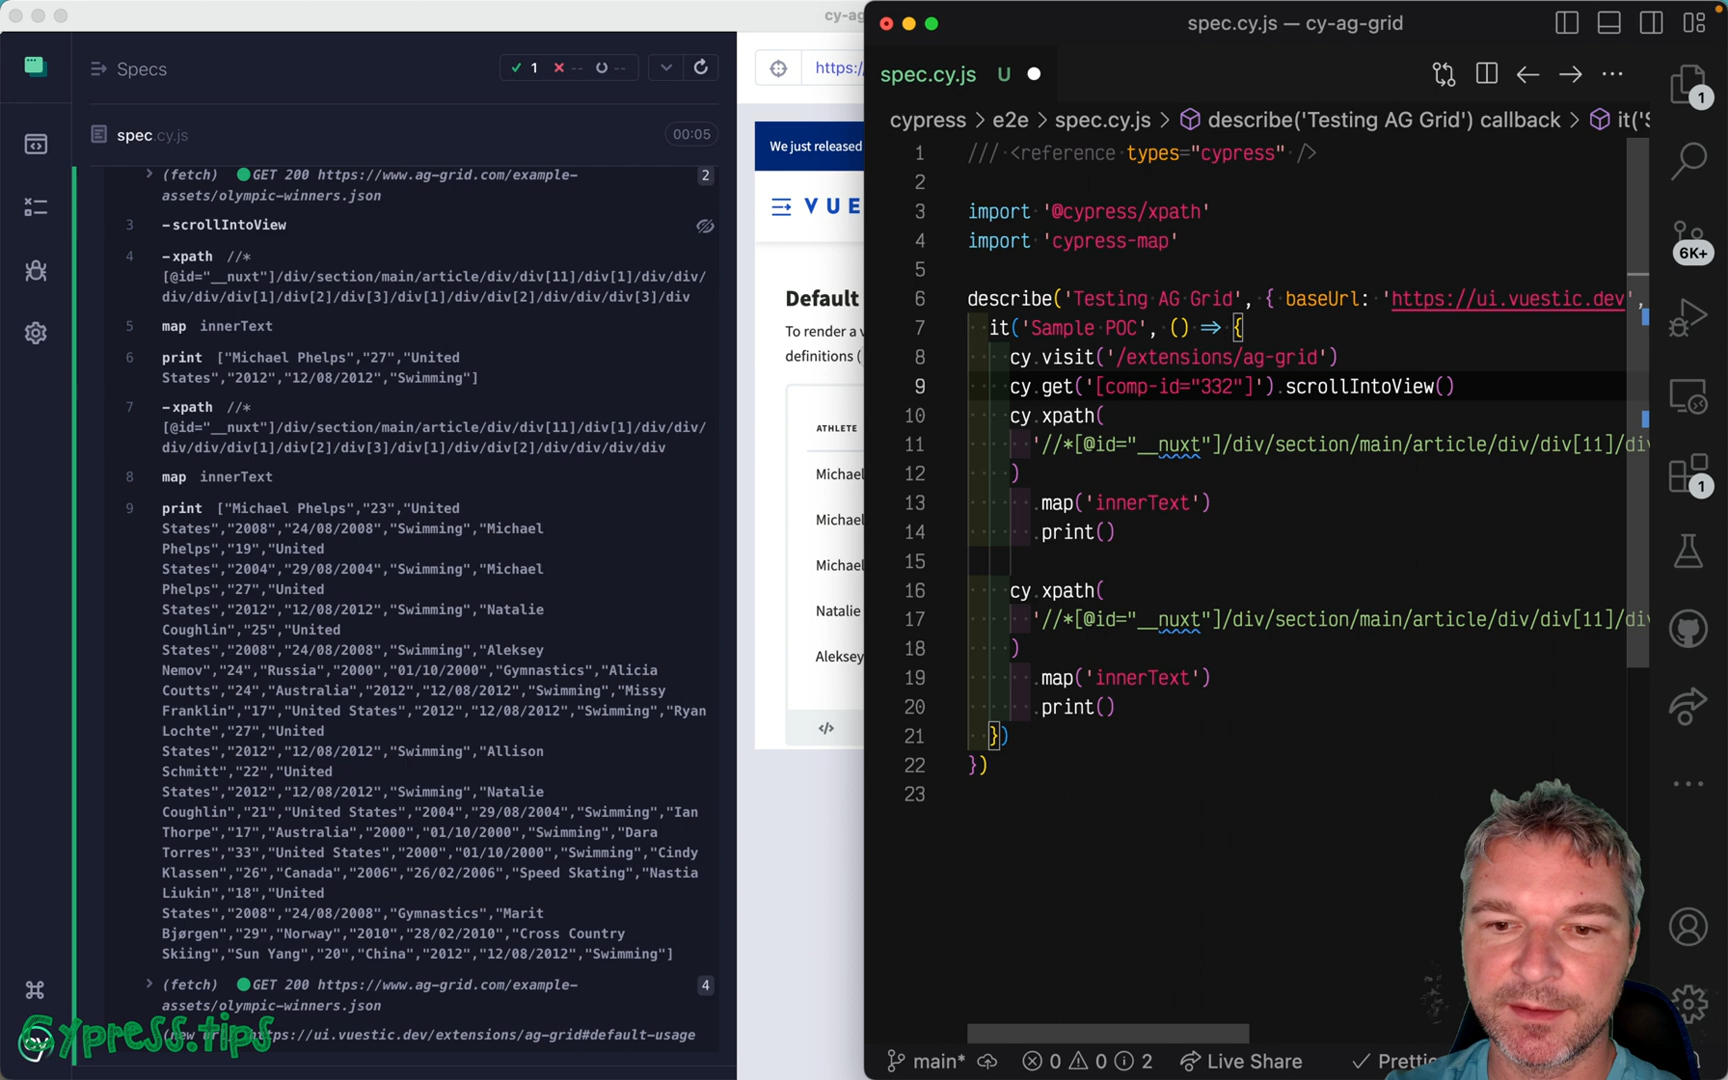 cy-ag
Specs
1 -- --
spec.cy.js
00:05
(fetch) GET 200 https://www.ag-grid.com/example-
assets/olympic-winners.json
2
3 -scrollIntoView
4 -xpath //*
[@id="__nuxt"]/div/section/main/article/div/div[11]/div[1]/div/div/
div/div/div[1]/div[2]/div[3]/div[1]/div/div[2]/div/div/div[3]/div
5 map innerText
6 print ["Michael Phelps","27","United
States","2012","12/08/2012","Swimming"]
7 -xpath //*
[@id="__nuxt"]/div/section/main/article/div/div[11]/div[1]/div/div/
div/div/div[1]/div[2]/div[3]/div[1]/div/div[2]/div/div/div/div
8 map innerText
9 print ["Michael Phelps","23","United
States","2008","24/08/2008","Swimming","Michael
Phelps","19","United
States","2004","29/08/2004","Swimming","Michael
Phelps","27","United
States","2012","12/08/2012","Swimming","Natalie
Coughlin","25","United
States","2008","24/08/2008","Swimming","Aleksey
Nemov","24","Russia","2000","01/10/2000","Gymnastics","Alicia
Coutts","24","Australia","2012","12/08/2012","Swimming","Missy
Franklin","17","United States","2012","12/08/2012","Swimming","Ryan
Lochte","27","United
States","2012","12/08/2012","Swimming","Allison
Schmitt","22","United
States","2012","12/08/2012","Swimming","Natalie
Coughlin","21","United States","2004","29/08/2004","Swimming","Ian
Thorpe","17","Australia","2000","01/10/2000","Swimming","Dara
Torres","33","United States","2000","01/10/2000","Swimming","Cindy
Klassen","26","Canada","2006","26/02/2006","Speed Skating","Nastia
Liukin","18","United
States","2008","24/08/2008","Gymnastics","Marit
Bjørgen","29","Norway","2010","28/02/2010","Cross Country
Skiing","Sun Yang","20","China","2012","12/08/2012","Swimming"]
(fetch) GET 200 https://www.ag-grid.com/example-
assets/olympic-winners.json
4
(new https://ui.vuestic.dev/extensions/ag-grid#default-usage
Cypress.tips
cy
https:/
We just released
VUE
Default
To render a v
definitions (
ATHLETE
Michael
Michael
Michael
Natalie
Aleksey
</>
spec.cy.js — cy-ag-grid
spec.cy.js U
cypress > e2e > spec.cy.js > describe('Testing AG Grid') callback > it('S
1 /// <reference types="cypress" />
2
3 import '@cypress/xpath'
4 import 'cypress-map'
5
6 describe('Testing AG Grid', { baseUrl: 'https://ui.vuestic.dev',
7 it('Sample POC', () => {
8 cy.visit('/extensions/ag-grid')
9 cy.get('[comp-id="332"]').scrollIntoView()
10 cy.xpath(
11 '//*[@id="__nuxt"]/div/section/main/article/div/div[11]/div
12 )
13 .map('innerText')
14 .print()
15
16 cy.xpath(
17 '//*[@id="__nuxt"]/div/section/main/article/div/div[11]/div
18 )
19 .map('innerText')
20 .print()
21 })
22 })
23
1
6K+
1
main* 0 0 2 Live Share Prettie